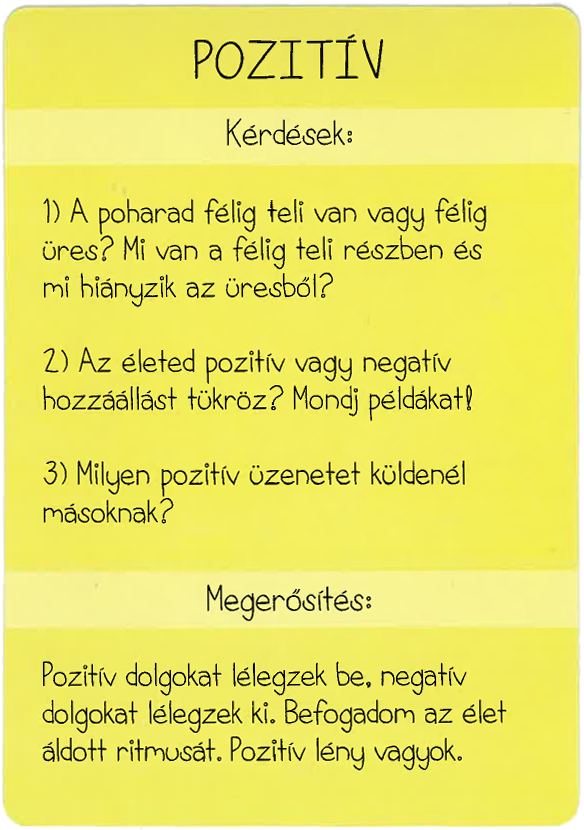 POZITÍV
Kérdések:
1) A poharad félig teli van vagy félig
üres? Mi van a félig teli részben és
mi hiányzik az üresből?
2) Az életed pozitív vagy negatív
hozzáállást tükröz? Mondj példákat!
3) Milyen pozitív üzenetet küldenél
másoknak?
Megerősítés:
Pozitív dolgokat lélegzek be, negatív
dolgokat lélegzek ki. Befogadom az élet
áldott ritmusát. Pozitív lény vagyok.